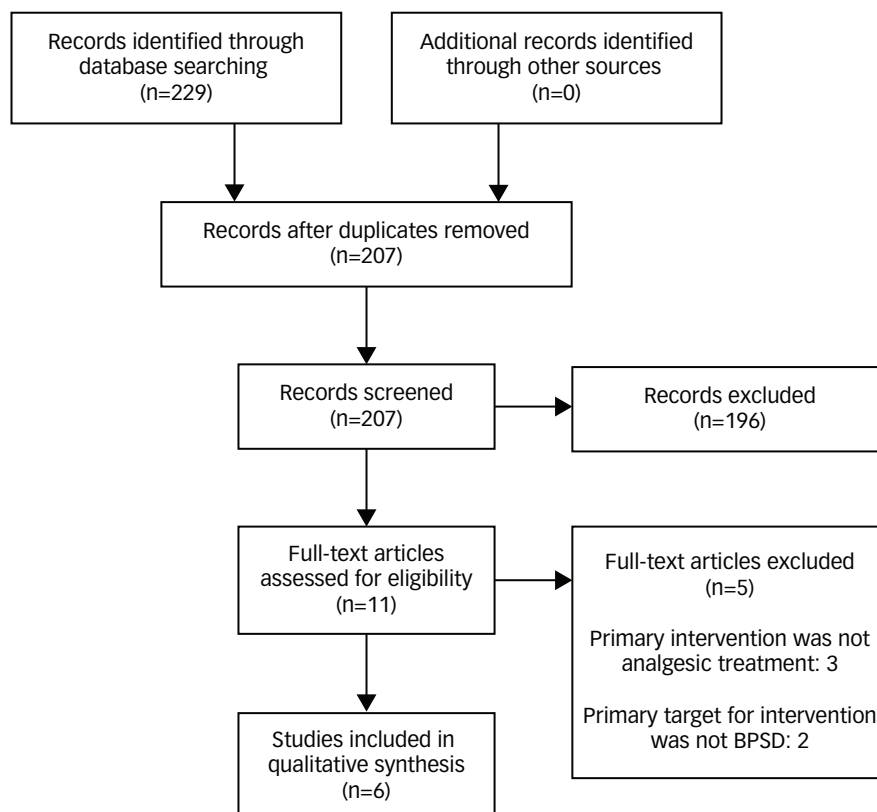 Records identified through
database searching
(n=229)
Additional records identified
through other sources
(n=0)
Records after duplicates removed
(n=207)
Records screened
(n=207)
Records excluded
(n=196)
Full-text articles
assessed for eligibility
(n=11)
Full-text articles excluded
(n=5)
Primary intervention was not
analgesic treatment: 3
Primary target for intervention
was not BPSD: 2
Studies included in
qualitative synthesis
(n=6)